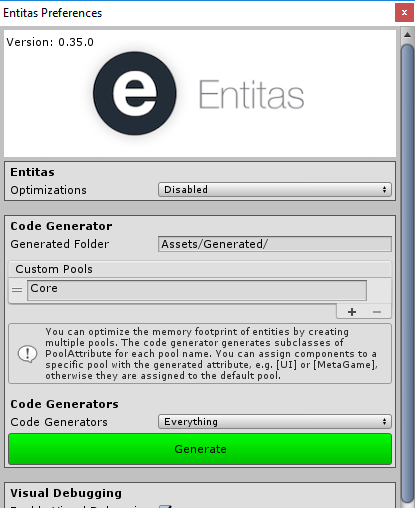 Entitas Preferences
x
Version: 0.35.0
e Entitas
Entitas
Optimizations Disabled
Code Generator
Generated Folder Assets/Generated/
Custom Pools
Core
+ −
You can optimize the memory footprint of entities by creating
multiple pools. The code generator generates subclasses of
PoolAttribute for each pool name. You can assign components to a
specific pool with the generated attribute, e.g. [UI] or [MetaGame],
otherwise they are assigned to the default pool.
Code Generators
Code Generators Everything
Generate
Visual Debugging